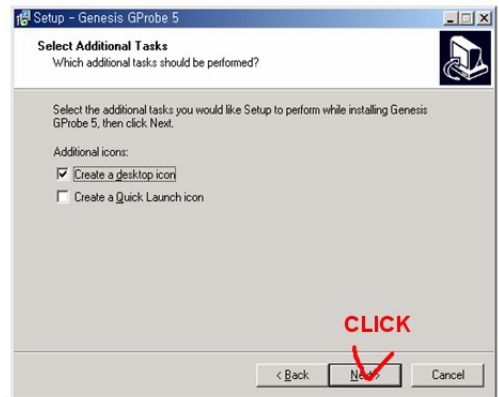 Setup - Genesis GProbe 5
Select Additional Tasks
Which additional tasks should be performed?
Select the additional tasks you would like Setup to perform while installing Genesis
GProbe 5, then click Next.
Additional icons:
Create a desktop icon
Create a Quick Launch icon
CLICK
< Back
Next >
Cancel